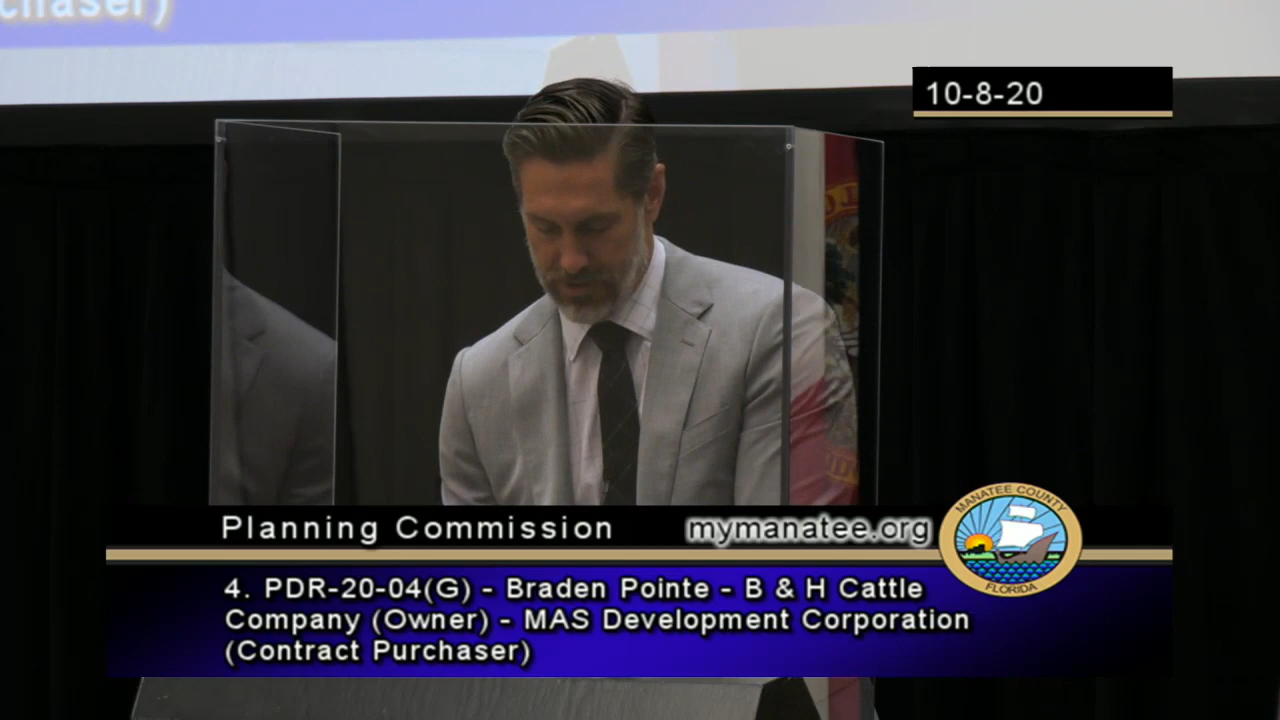 chaser)
10-8-20
Planning Commission
mymanatee.org
MANATEE COUNTY
FLORIDA
4. PDR-20-04(G) - Braden Pointe - B & H Cattle
Company (Owner) - MAS Development Corporation
(Contract Purchaser)